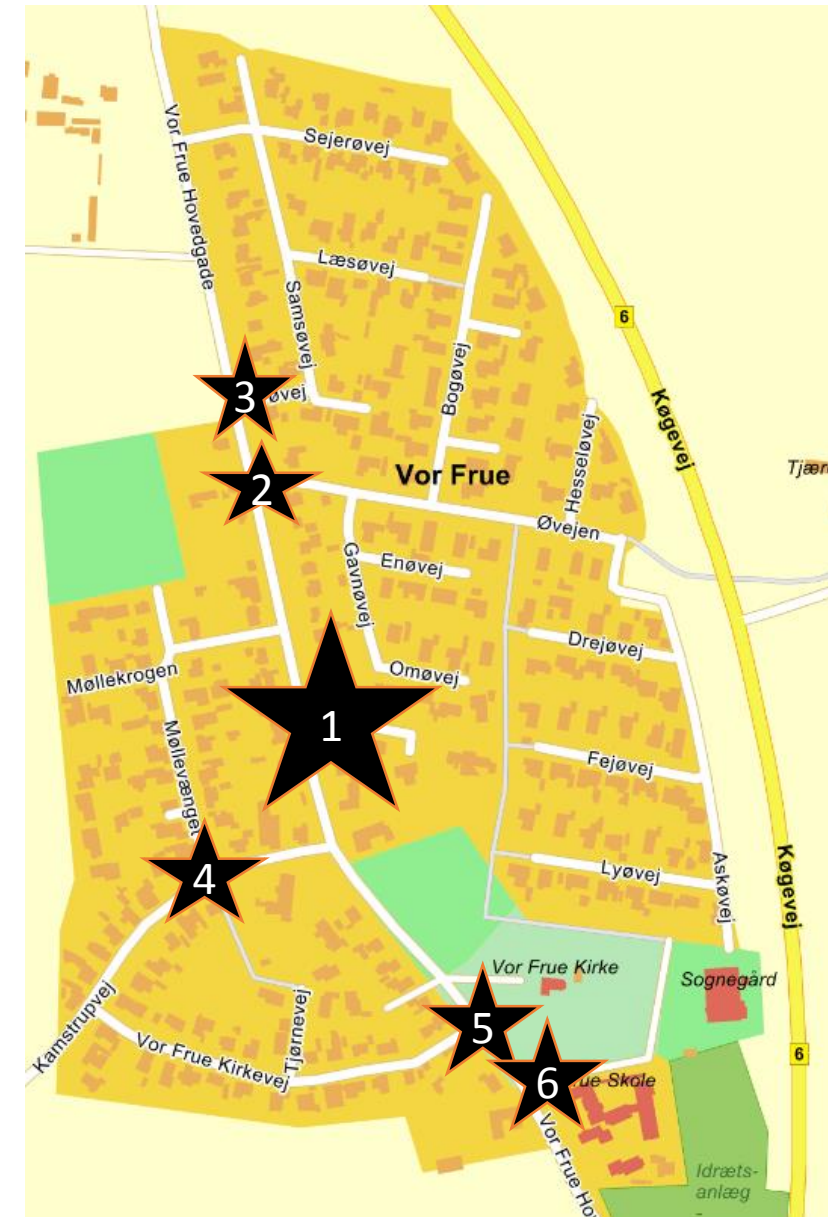 Vor Frue Hovedgade
Sejerøvej
Læsøvej
Samsøvej
Bogøvej
6
Køgevej
3
øvej
2
Vor Frue
Hesseløvej
Tjær
Øvejen
Gavnøvej
Enøvej
Drejøvej
Møllekrogen
Omøvej
1
Møllevænget
Fejøvej
4
Lyøvej
Askøvej
Køgevej
Vor Frue Kirke
Sognegård
5
Kamstrupvej
Tjørnevej
Vor Frue Kirkevej
6
6
rue Skole
Vor Frue Ho
Idræts-
anlæg